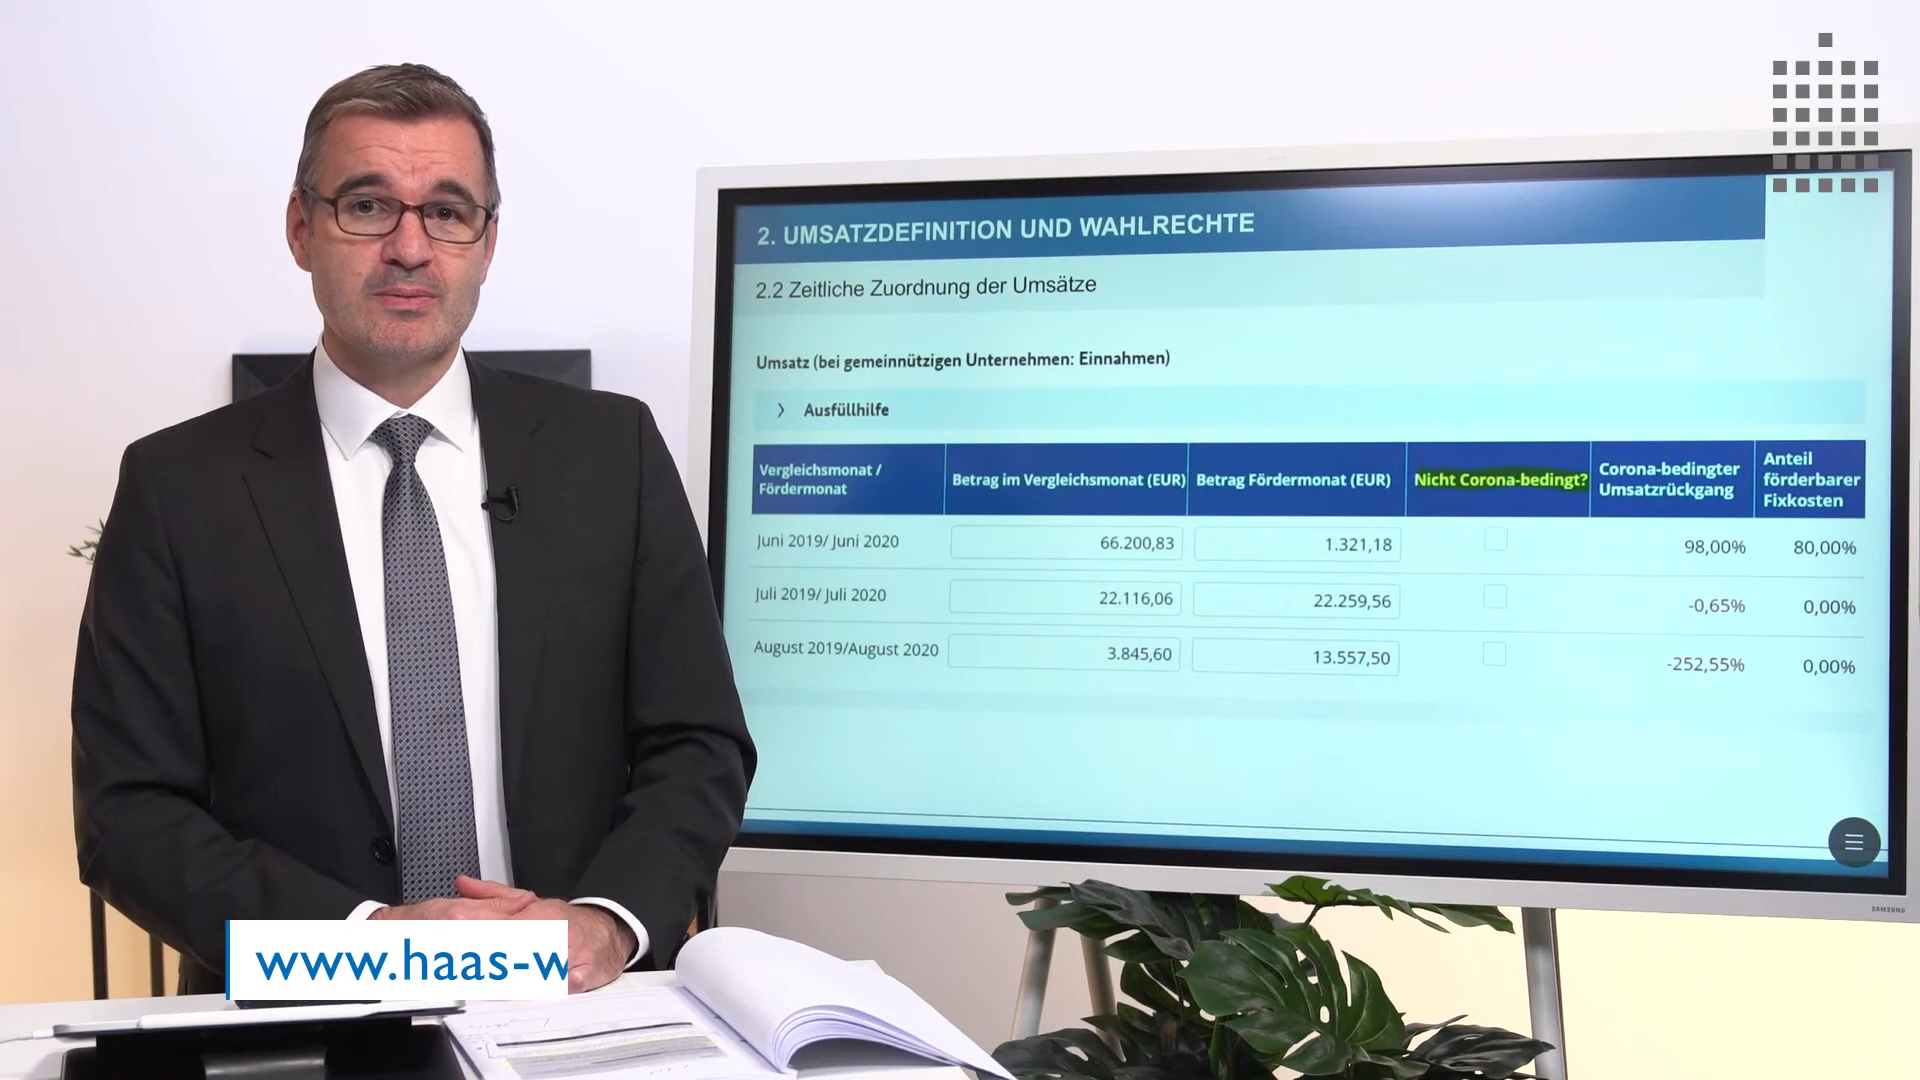 2. UMSATZDEFINITION UND WAHLRECHTE
2.2 Zeitliche Zuordnung der Umsätze
Umsatz (bei gemeinnützigen Unternehmen: Einnahmen)
Ausfüllhilfe
Vergleichsmonat / Fördermonat Betrag im Vergleichsmonat (EUR) Betrag Fördermonat (EUR) Nicht Corona-bedingt? Corona-bedingter Umsatzrückgang Anteil förderbarer Fixkosten
Juni 2019/ Juni 2020 66.200,83 1.321,18 98,00% 80,00%
Juli 2019/ Juli 2020 22.116,06 22.259,56 -0,65% 0,00%
August 2019/August 2020 3.845,60 13.557,50 -252,55% 0,00%
SAMSUNG
www.haas-w